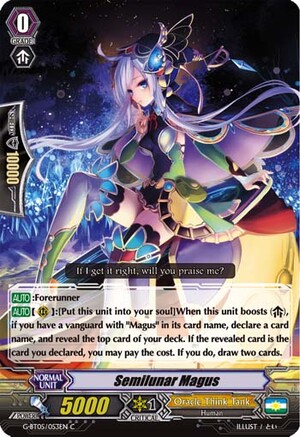 0
GRADE
10000
If I get it right, will you praise me?
AUTO:Forerunner
AUTO[ ]:[Put this unit into your soul]When this unit boosts ( ),
if you have a vanguard with "Magus" in its card name, declare a card
name, and reveal the top card of your deck. If the revealed card is the
card you declared, you may pay the cost. If you do, draw two cards.
NORMAL
UNIT
Semilunar Magus
POWER
5000
1
CRITICAL
Oracle Think Tank
Human
G-BT05/053EN C
ILLUST /